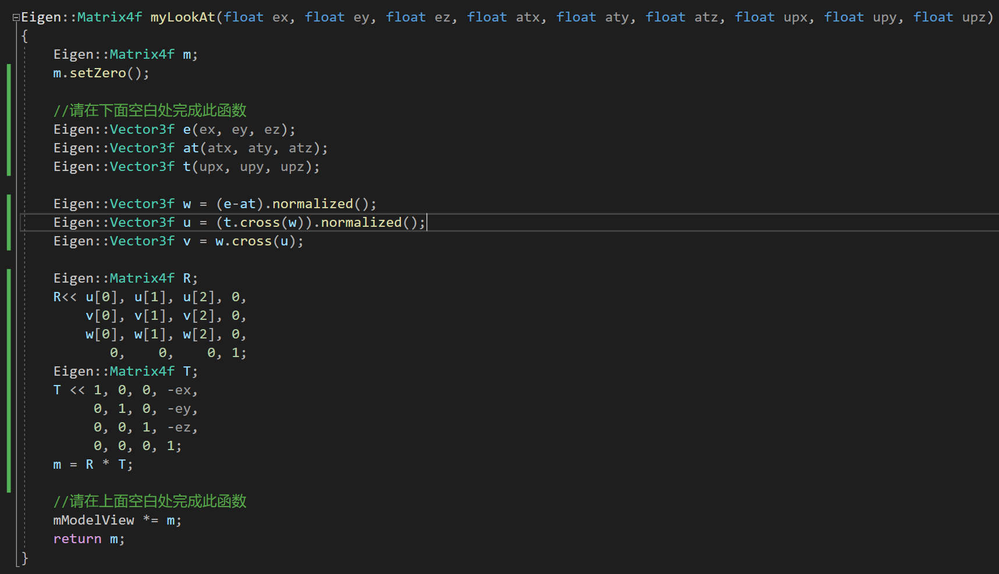 Eigen::Matrix4f myLookAt(float ex, float ey, float ez, float atx, float aty, float atz, float upx, float upy, float upz)
{
    Eigen::Matrix4f m;
    m.setZero();
    //请在下面空白处完成此函数
    Eigen::Vector3f e(ex, ey, ez);
    Eigen::Vector3f at(atx, aty, atz);
    Eigen::Vector3f t(upx, upy, upz);
    Eigen::Vector3f w = (e-at).normalized();
    Eigen::Vector3f u = (t.cross(w)).normalized();
    Eigen::Vector3f v = w.cross(u);
    Eigen::Matrix4f R;
    R<< u[0], u[1], u[2], 0,
        v[0], v[1], v[2], 0,
        w[0], w[1], w[2], 0,
           0,    0,    0, 1;
    Eigen::Matrix4f T;
    T << 1, 0, 0, -ex,
         0, 1, 0, -ey,
         0, 0, 1, -ez,
         0, 0, 0, 1;
    m = R * T;
    //请在上面空白处完成此函数
    mModelView *= m;
    return m;
}